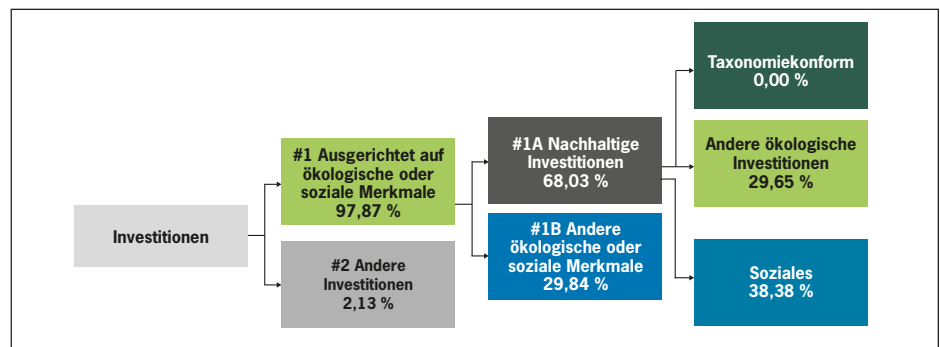 Investitionen
#1 Ausgerichtet auf
ökologische oder
soziale Merkmale
97,87 %
#2 Andere
Investitionen
2,13 %
#1A Nachhaltige
Investitionen
68,03 %
#1B Andere
ökologische oder
soziale Merkmale
29,84 %
Taxonomiekonform
0,00 %
Andere ökologische
Investitionen
29,65 %
Soziales
38,38 %